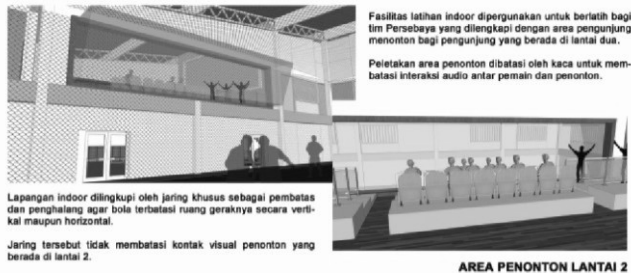 Fasilitas latihan indoor dipergunakan untuk berlatih bagi
tim Persebaya yang dilengkapi dengan area pengunjung
menonton bagi pengunjung yang berada di lantai dua.
Peletakan area penonton dibatasi oleh kaca untuk mem-
batasi interaksi audio antar pemain dan penonton.
Lapangan indoor dilingkupi oleh jaring khusus sebagai pembatas
dan penghalang agar bola terbatasi ruang geraknya secara verti-
kal maupun horizontal.
Jaring tersebut tidak membatasi kontak visual penonton yang
berada di lantai 2.
AREA PENONTON LANTAI 2